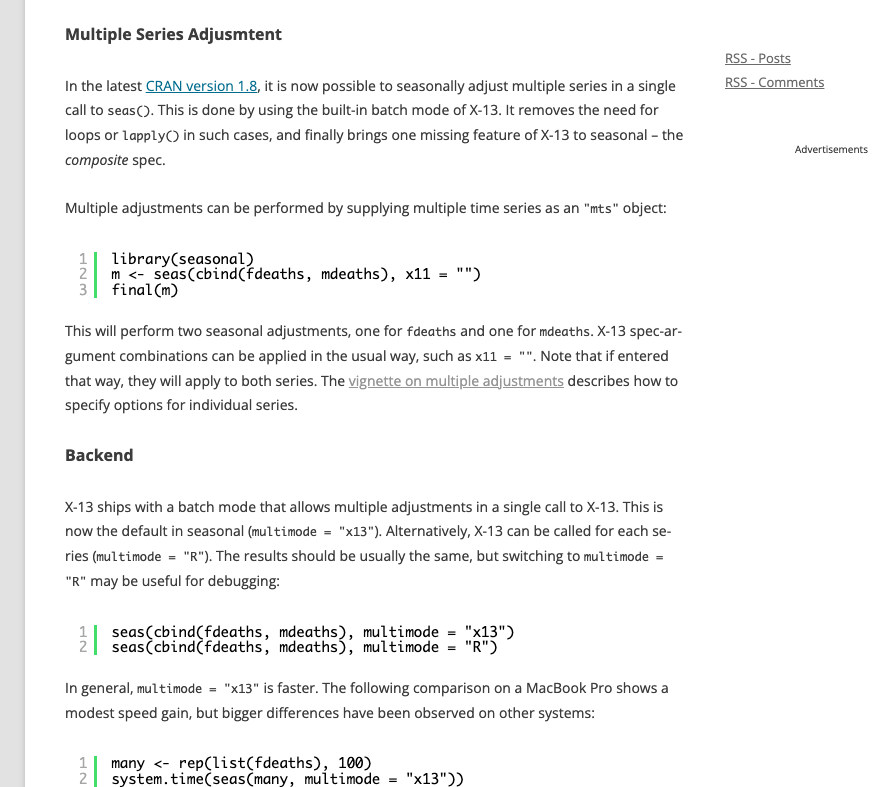 Multiple Series Adjusmtent
In the latest CRAN version 1.8, it is now possible to seasonally adjust multiple series in a single
call to seas(). This is done by using the built-in batch mode of X-13. It removes the need for
loops or lapply() in such cases, and finally brings one missing feature of X-13 to seasonal – the
composite spec.
Multiple adjustments can be performed by supplying multiple time series as an "mts" object:
1 library(seasonal)
2 m <- seas(cbind(fdeaths, mdeaths), x11 = "")
3 final(m)
This will perform two seasonal adjustments, one for fdeaths and one for mdeaths. X-13 spec-ar-
gument combinations can be applied in the usual way, such as x11 = "". Note that if entered
that way, they will apply to both series. The vignette on multiple adjustments describes how to
specify options for individual series.
Backend
X-13 ships with a batch mode that allows multiple adjustments in a single call to X-13. This is
now the default in seasonal (multimode = "x13"). Alternatively, X-13 can be called for each se-
ries (multimode = "R"). The results should be usually the same, but switching to multimode =
"R" may be useful for debugging:
1 seas(cbind(fdeaths, mdeaths), multimode = "x13")
2 seas(cbind(fdeaths, mdeaths), multimode = "R")
In general, multimode = "x13" is faster. The following comparison on a MacBook Pro shows a
modest speed gain, but bigger differences have been observed on other systems:
1 many <- rep(list(fdeaths), 100)
2 system.time(seas(many, multimode = "x13"))
RSS - Posts
RSS - Comments
Advertisements